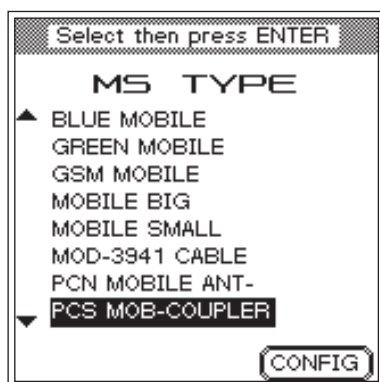 Select then press ENTER
MS TYPE
BLUE MOBILE
GREEN MOBILE
GSM MOBILE
MOBILE BIG
MOBILE SMALL
MOD-3941 CABLE
PCN MOBILE ANT-
PCS MOB-COUPLER
CONFIG